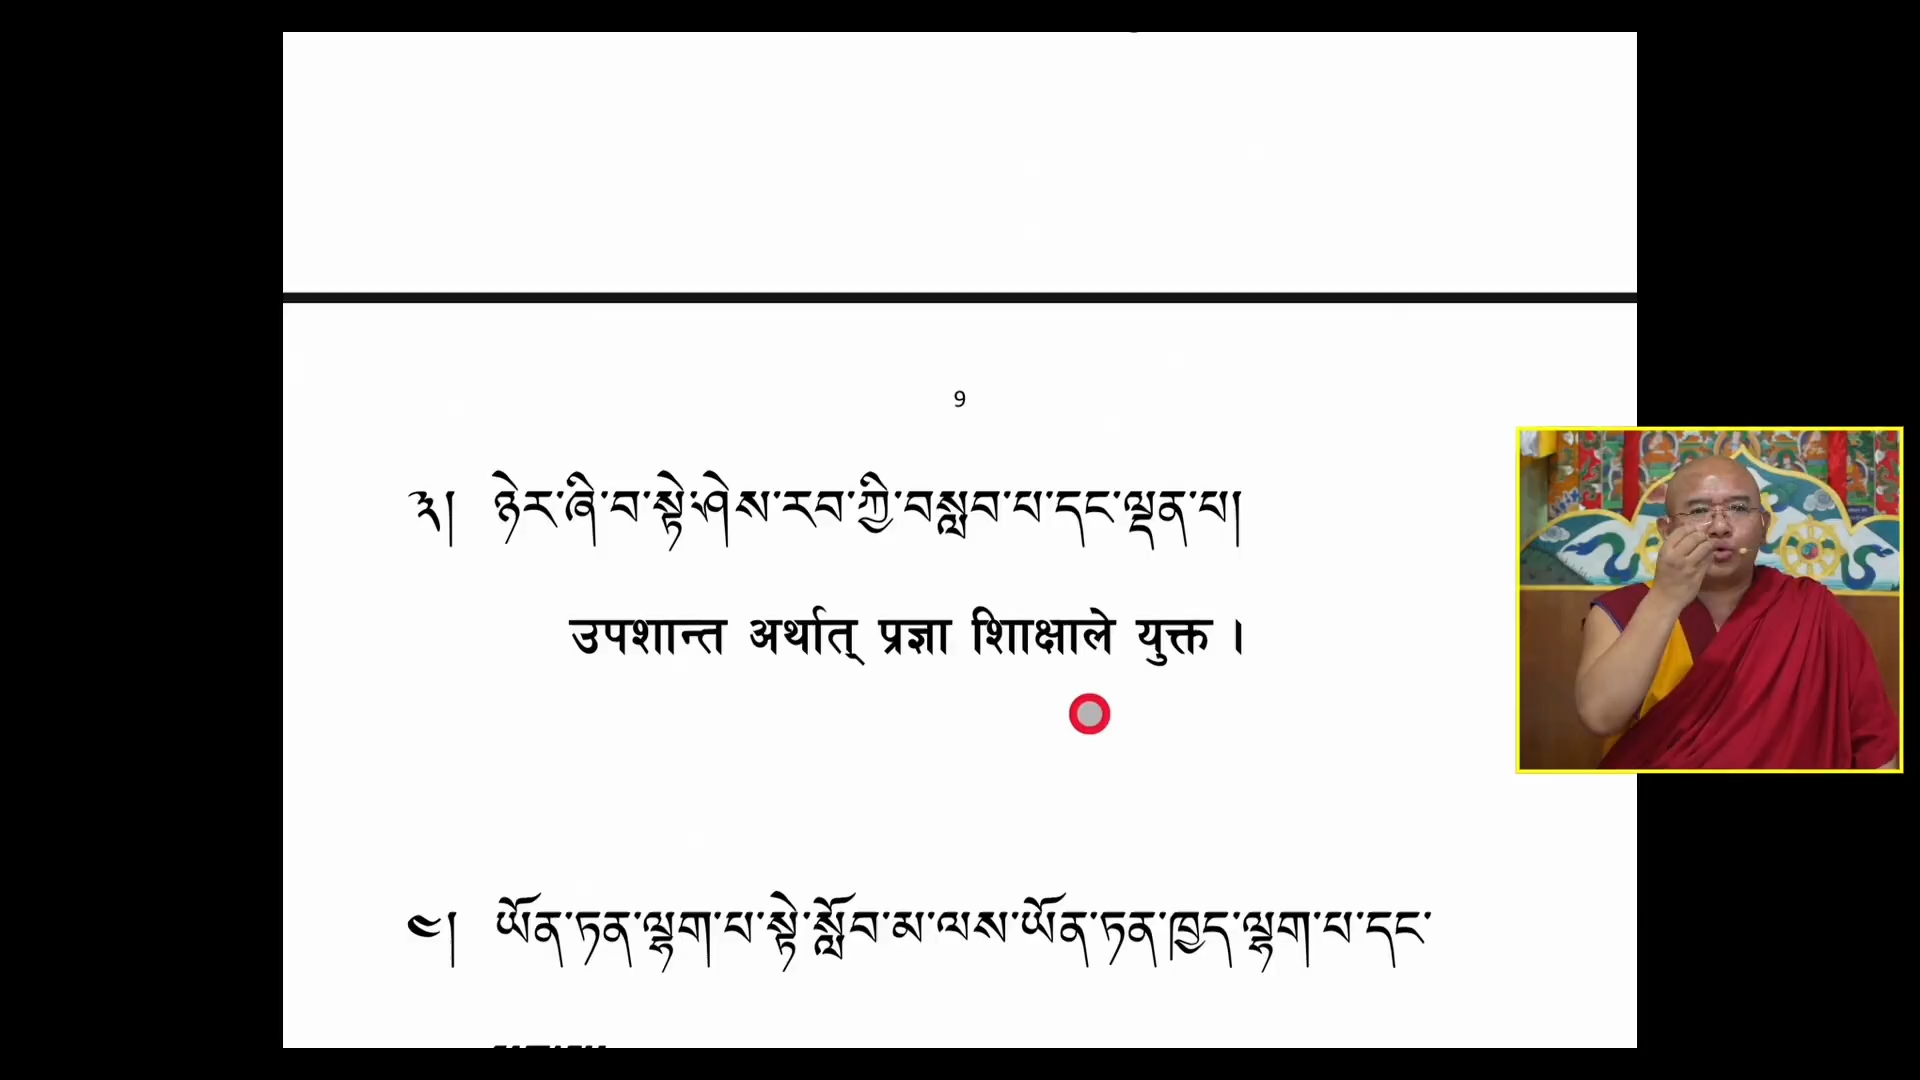 9
༣། ཉེར་ཞི་བ་སྟེ་ཤེས་རབ་ཀྱི་བསླབ་པ་དང་ལྡན་པ།
उपशान्त अर्थात् प्रज्ञा शिाक्षाले युक्त ।
༤། ཡོན་ཏན་ལྷག་པ་སྟེ་སློབ་མ་ལས་ཡོན་ཏན་ཁྱད་ལྷག་པ་དང་